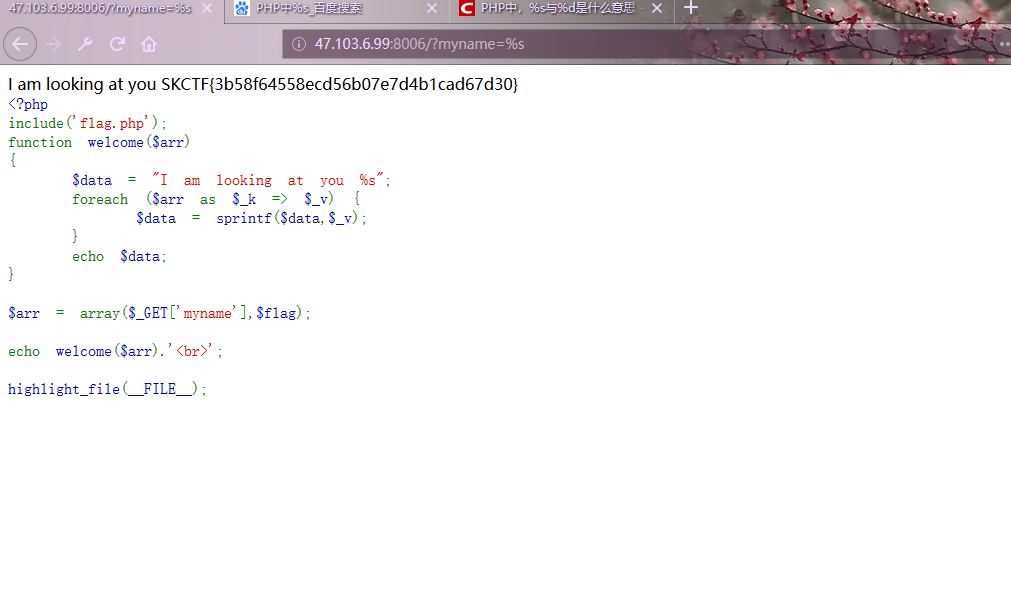 47.103.6.99:8006/?myname=%s
PHP中%s_百度搜索
PHP中，%s与%d是什么意思
47.103.6.99:8006/?myname=%s
I am looking at you SKCTF{3b58f64558ecd56b07e7d4b1cad67d30}
<?php
include('flag.php');
function welcome($arr)
{
$data = "I am looking at you %s";
foreach ($arr as $_k => $_v) {
$data = sprintf($data,$_v);
}
echo $data;
}
$arr = array($_GET['myname'],$flag);
echo welcome($arr).'<br>';
highlight_file(__FILE__);